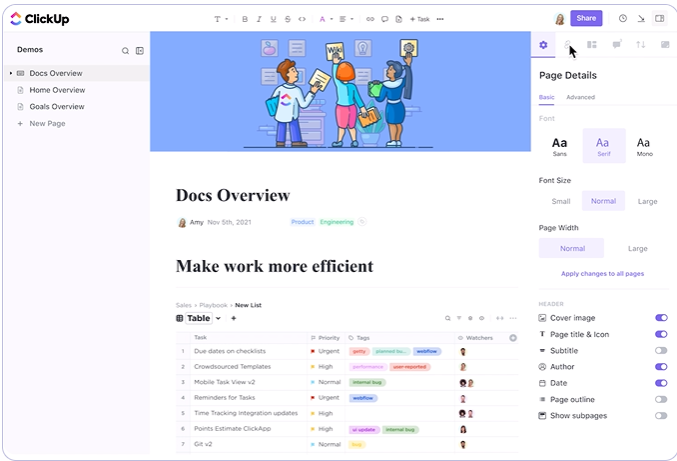 ClickUp
T
B I U S <>
A
+ Task
Share
Demos
Docs Overview
Home Overview
Goals Overview
+ New Page
Wiki
Docs Overview
Amy Nov 5th, 2021 Product Engineering
Make work more efficient
Sales > Playbook > New List
Table
Task Priority Tags Watchers
1 Due dates on checklists Urgent getty planned bu... webflow
2 Crowdsourced Templates High performance user-reported
3 Mobile Task View v2 Normal internal bug
4 Reminders for Tasks Urgent webflow
5 Time Tracking Integration updates High
6 Points Estimate ClickApp High ui update internal bug
7 Git v2 Normal bug
Page Details
Basic Advanced
Font
Aa Aa Aa
Sans Serif Mono
Font Size
Small Normal Large
Page Width
Normal Large
Apply changes to all pages
HEADER
Cover image
T Page title & Icon
Subtitle
Author
Date
Page outline
Show subpages